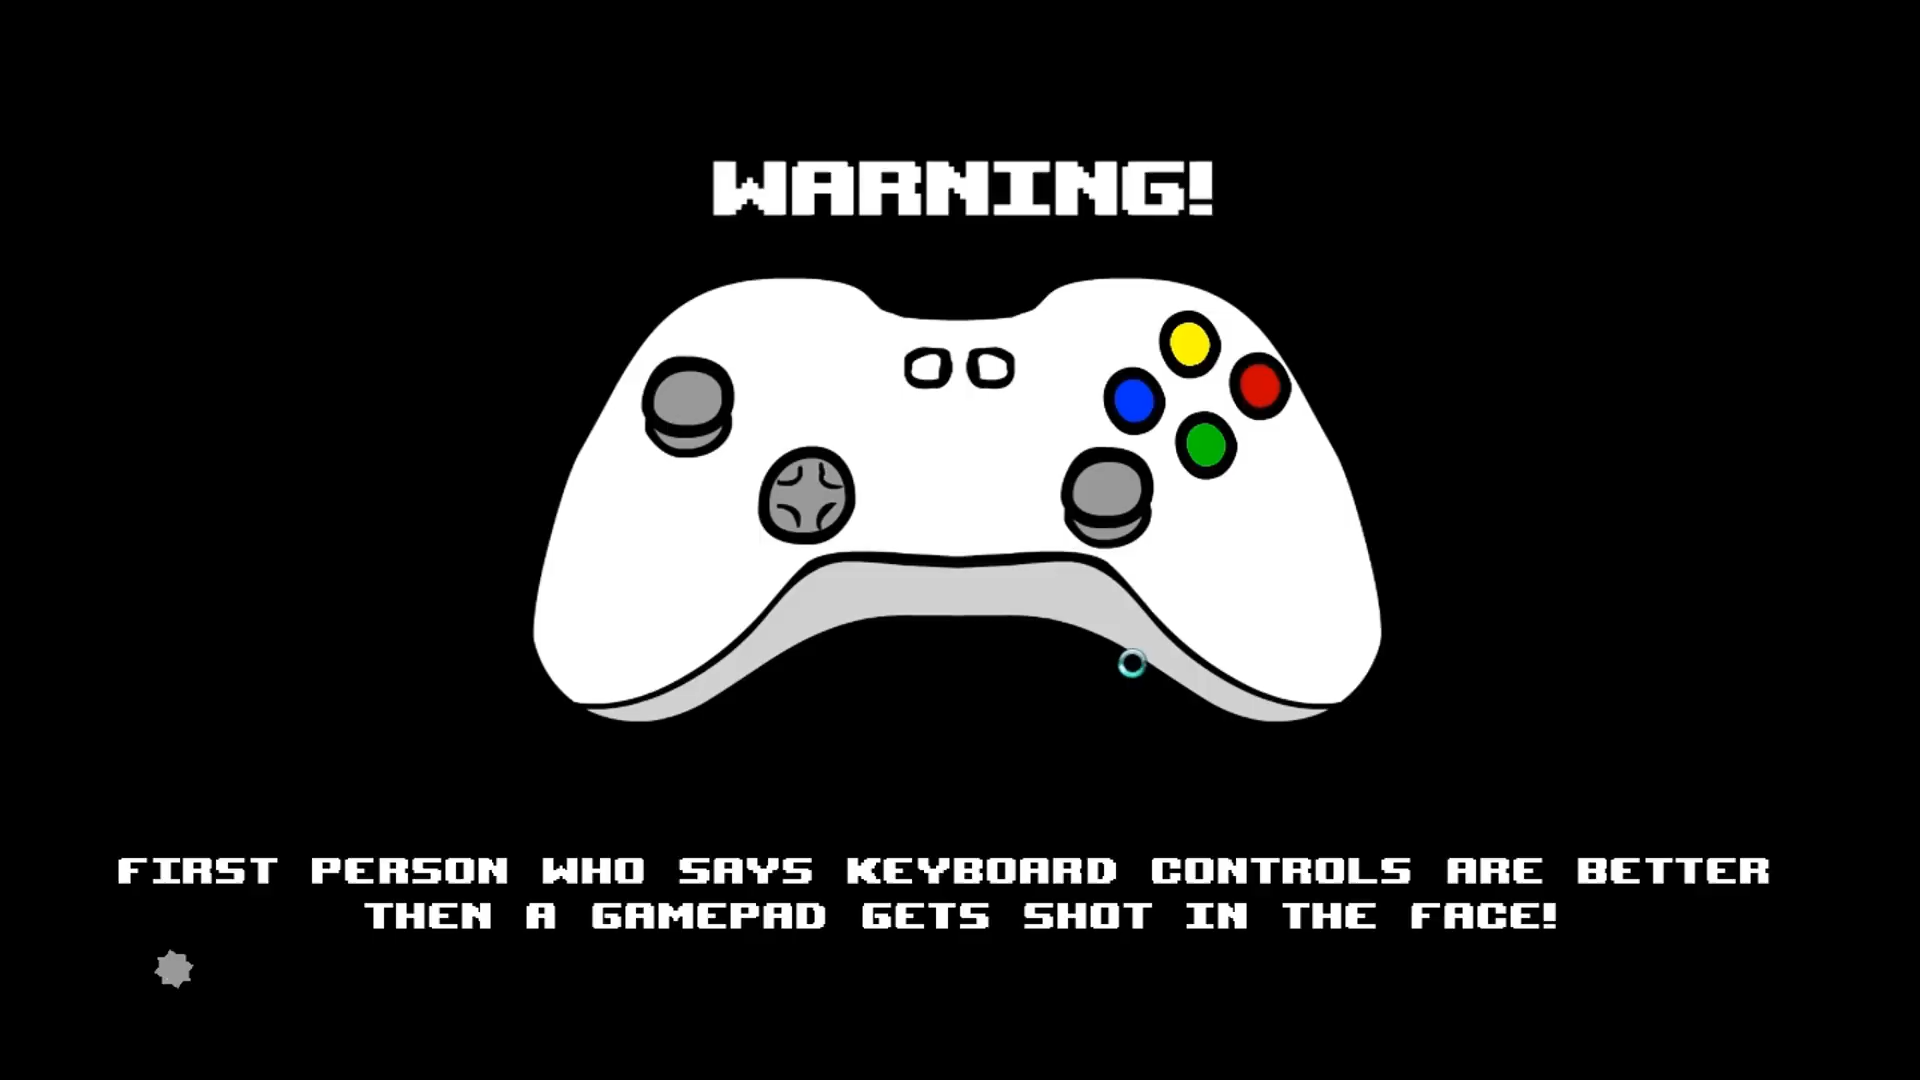 WARNING!
FIRST PERSON WHO SAYS KEYBOARD CONTROLS ARE BETTER
THEN A GAMEPAD GETS SHOT IN THE FACE!